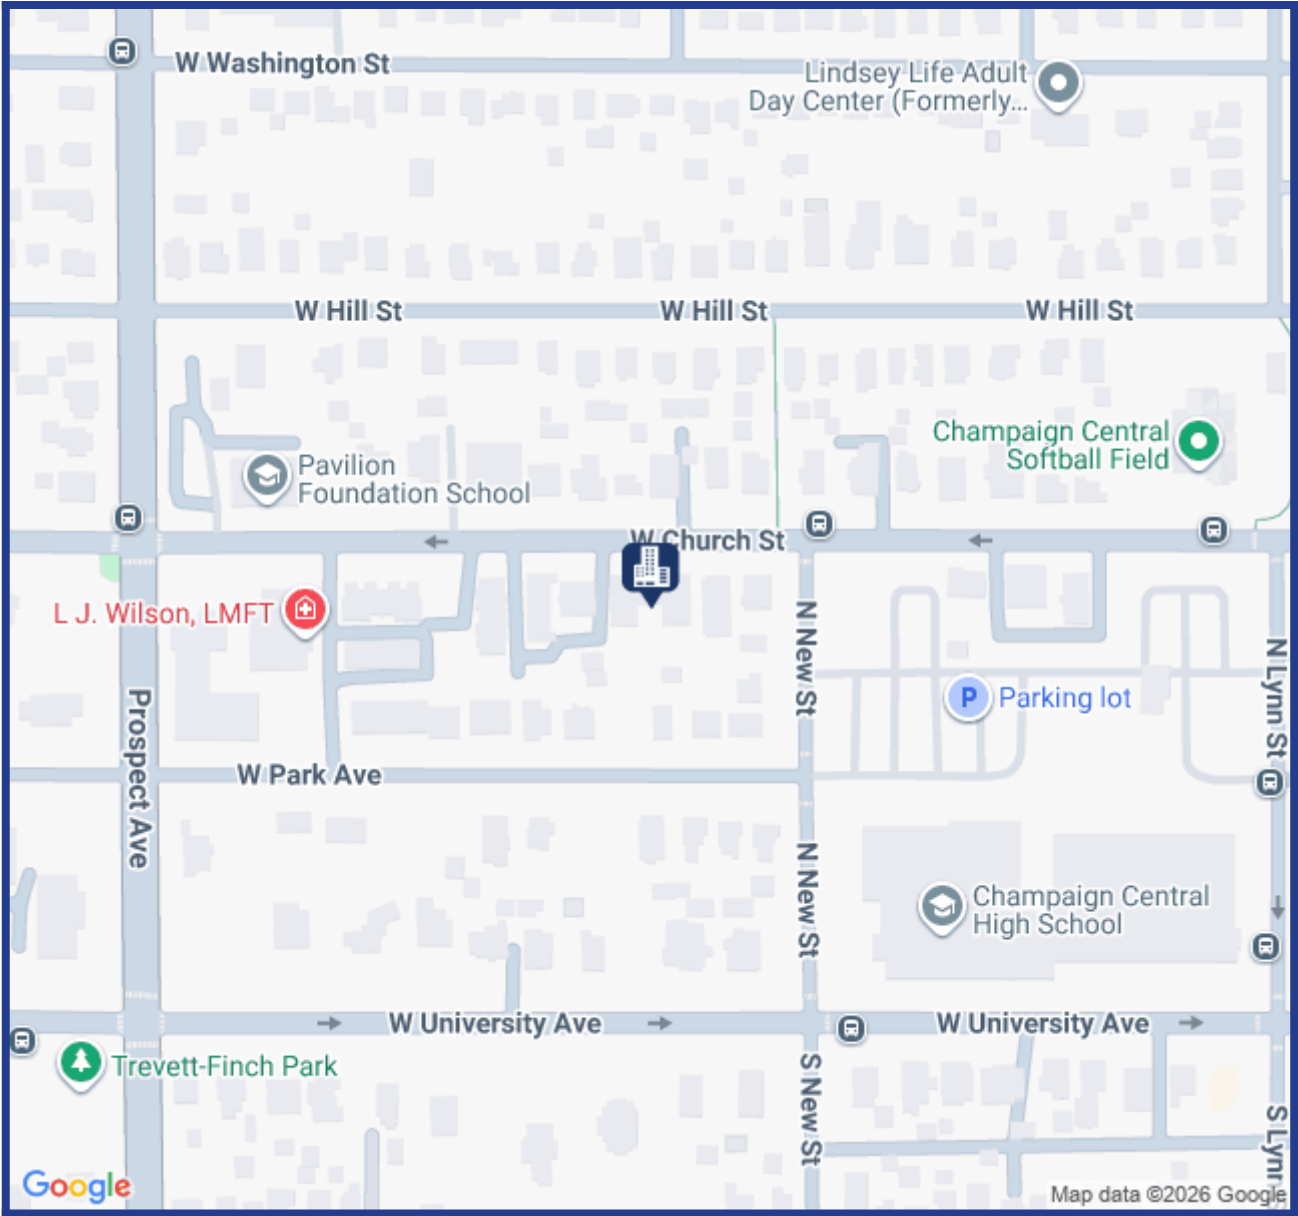 W Washington St
Lindsey Life Adult
Day Center (Formerly...
W Hill St
W Hill St
W Hill St
Champaign Central
Softball Field
Pavilion
Foundation School
W Church St
L J. Wilson, LMFT
N New St
N Lynn St
P
Parking lot
Prospect Ave
W Park Ave
N New St
Champaign Central
High School
W University Ave
W University Ave
Trevett-Finch Park
S New St
S Lynn S
Google
Map data ©2026 Google